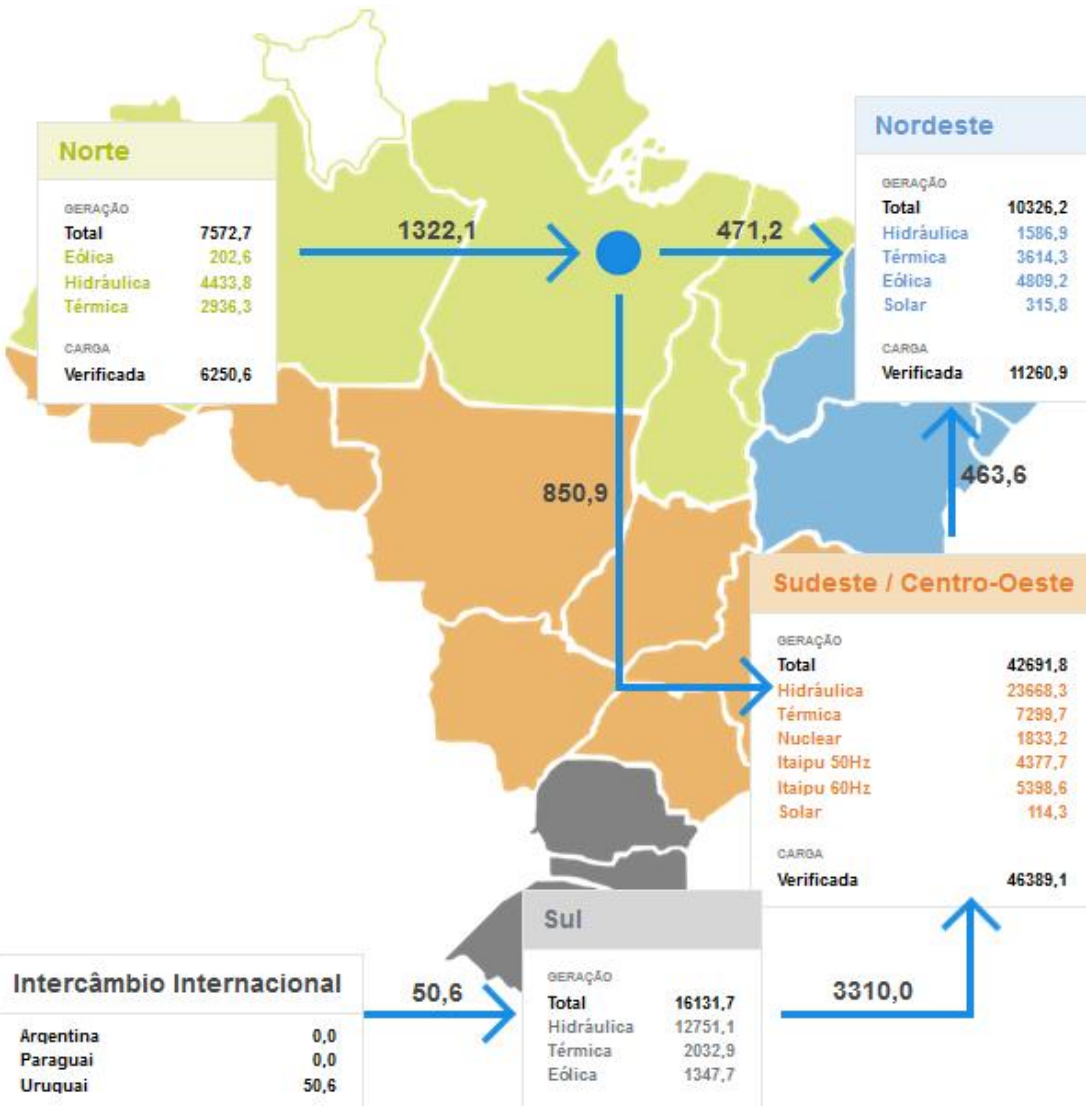 Norte
GERAÇÃO
Total 7572,7
Eólica 202,6
Hidráulica 4433,8
Térmica 2936,3
CARGA
Verificada 6250,6
1322,1
471,2
Nordeste
GERAÇÃO
Total 10326,2
Hidráulica 1586,9
Térmica 3614,3
Eólica 4809,2
Solar 315,8
CARGA
Verificada 11260,9
850,9
463,6
Sudeste / Centro-Oeste
GERAÇÃO
Total 42691,8
Hidráulica 23668,3
Térmica 7299,7
Nuclear 1833,2
Itaipu 50Hz 4377,7
Itaipu 60Hz 5398,6
Solar 114,3
CARGA
Verificada 46389,1
Intercâmbio Internacional
Argentina 0,0
Paraguai 0,0
Uruguai 50,6
50,6
Sul
GERAÇÃO
Total 16131,7
Hidráulica 12751,1
Térmica 2032,9
Eólica 1347,7
3310,0